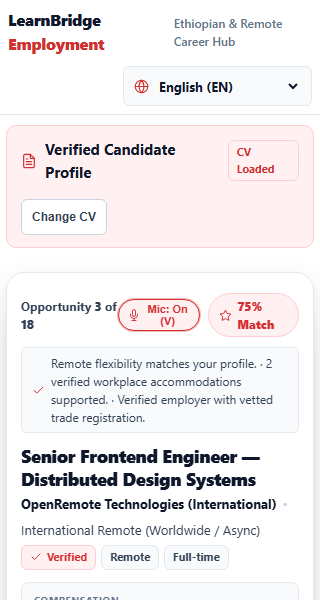 LearnBridge
Employment
Ethiopian & Remote
Career Hub
English (EN)
Verified Candidate
Profile
CV
Loaded
Change CV
Opportunity 3 of
18
Mic: On
(V)
75%
Match
Remote flexibility matches your profile. · 2
verified workplace accommodations
supported. · Verified employer with vetted
trade registration.
Senior Frontend Engineer —
Distributed Design Systems
OpenRemote Technologies (International) •
International Remote (Worldwide / Async)
Verified
Remote
Full-time
COMPENSATION